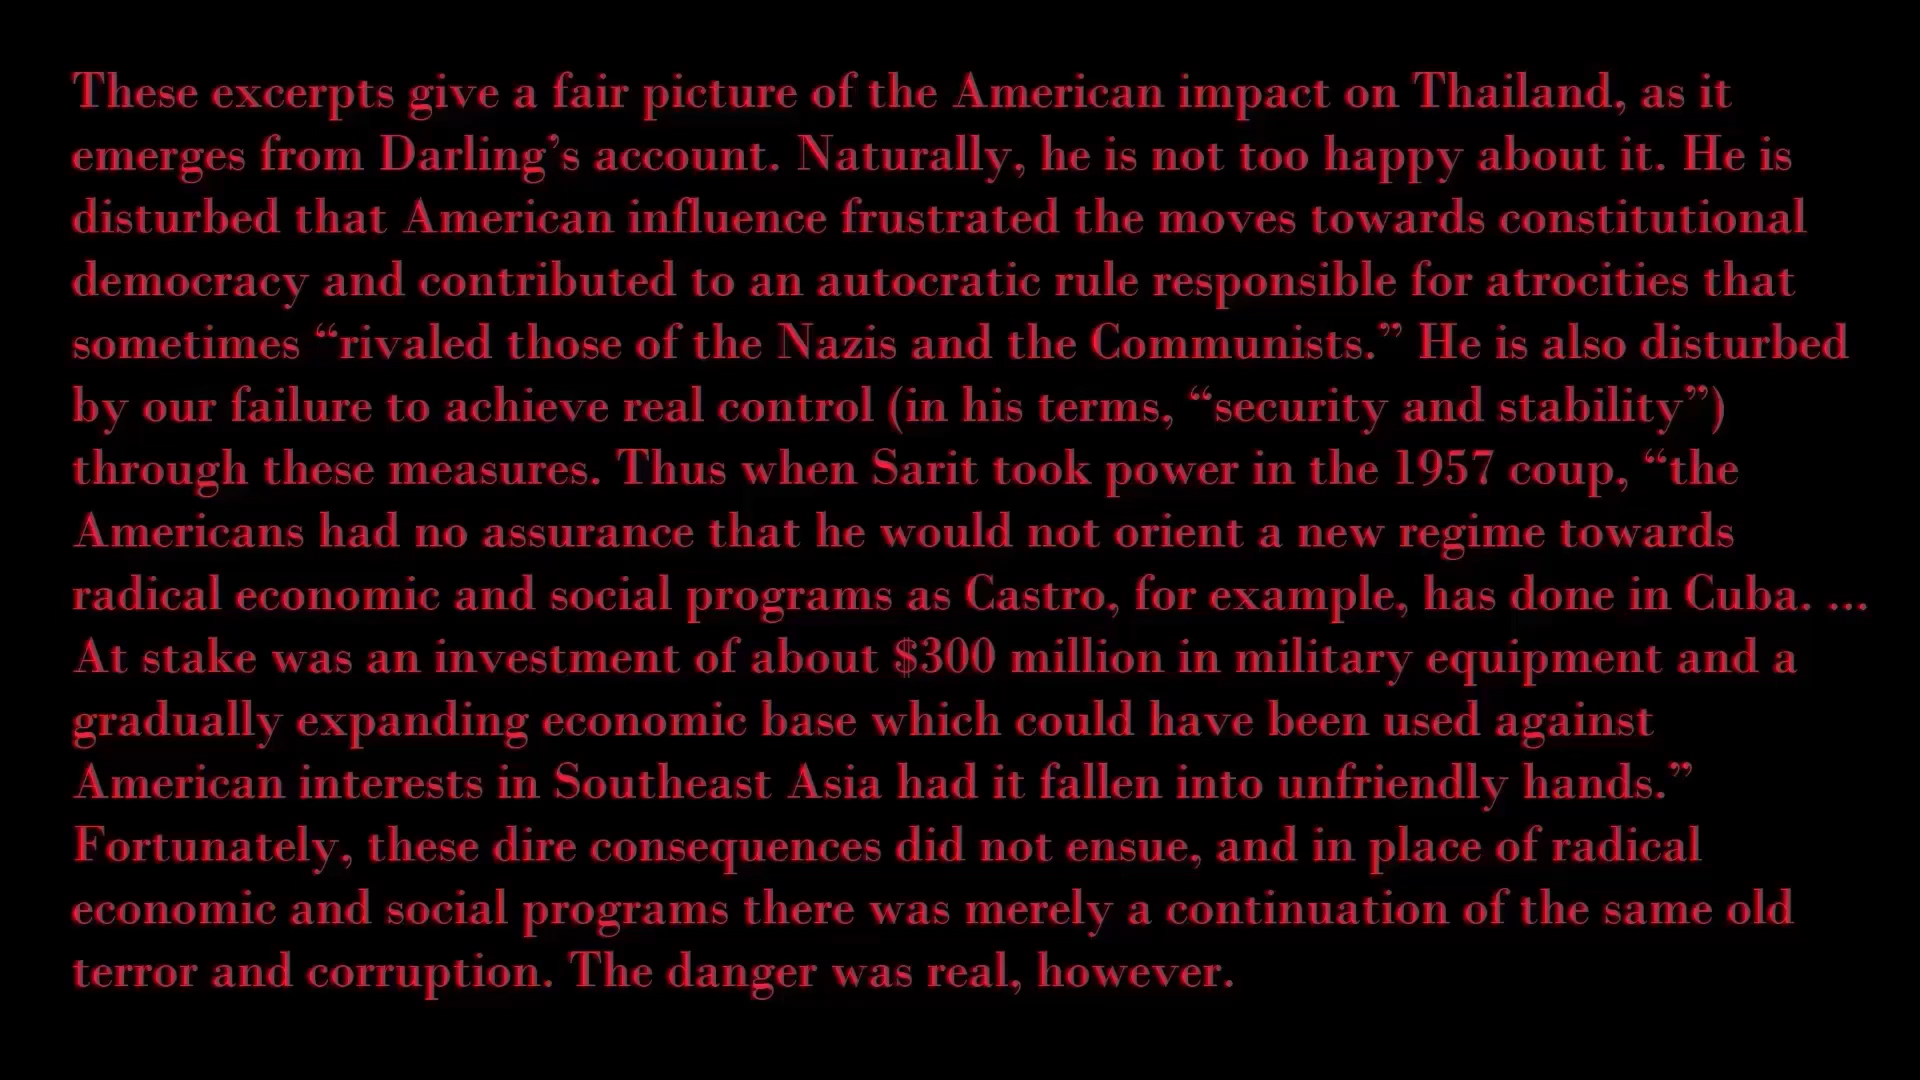 These excerpts give a fair picture of the American impact on Thailand, as it
emerges from Darling’s account. Naturally, he is not too happy about it. He is
disturbed that American influence frustrated the moves towards constitutional
democracy and contributed to an autocratic rule responsible for atrocities that
sometimes “rivaled those of the Nazis and the Communists.” He is also disturbed
by our failure to achieve real control (in his terms, “security and stability”)
through these measures. Thus when Sarit took power in the 1957 coup, “the
Americans had no assurance that he would not orient a new regime towards
radical economic and social programs as Castro, for example, has done in Cuba. ...
At stake was an investment of about $300 million in military equipment and a
gradually expanding economic base which could have been used against
American interests in Southeast Asia had it fallen into unfriendly hands.”
Fortunately, these dire consequences did not ensue, and in place of radical
economic and social programs there was merely a continuation of the same old
terror and corruption. The danger was real, however.